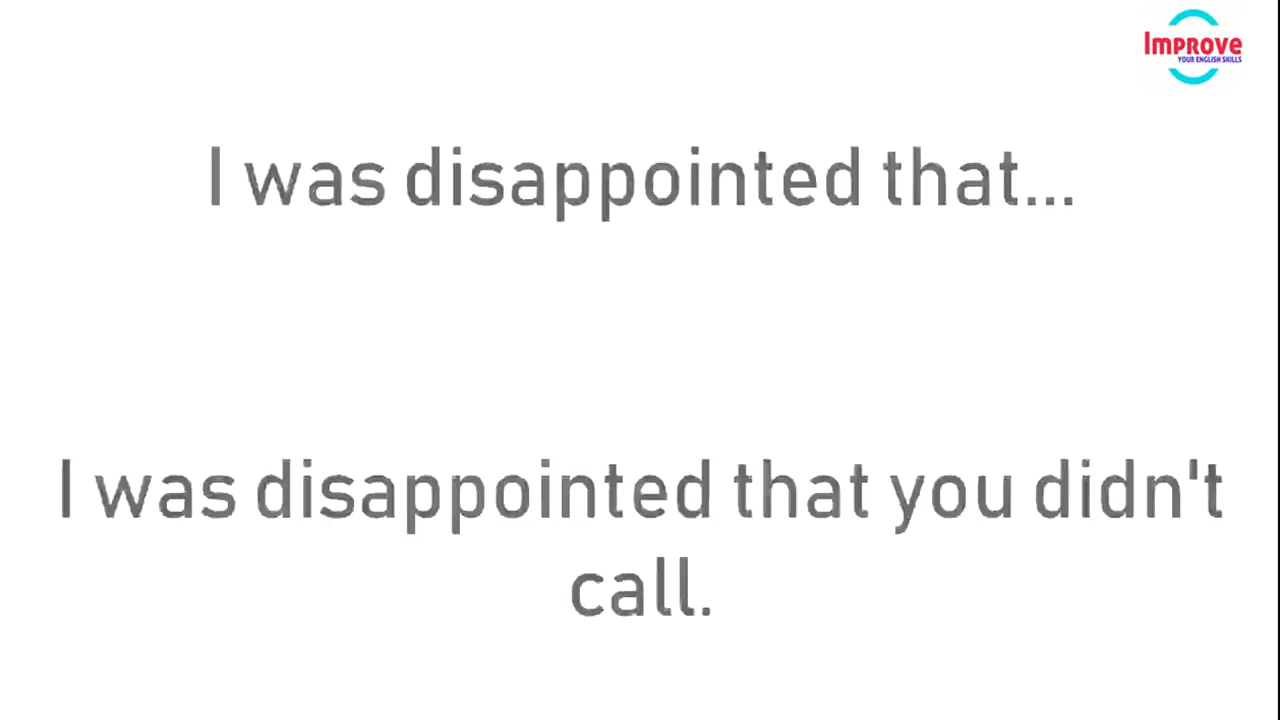 Improve
YOUR ENGLISH SKILLS
I was disappointed that...
I was disappointed that you didn't
call.